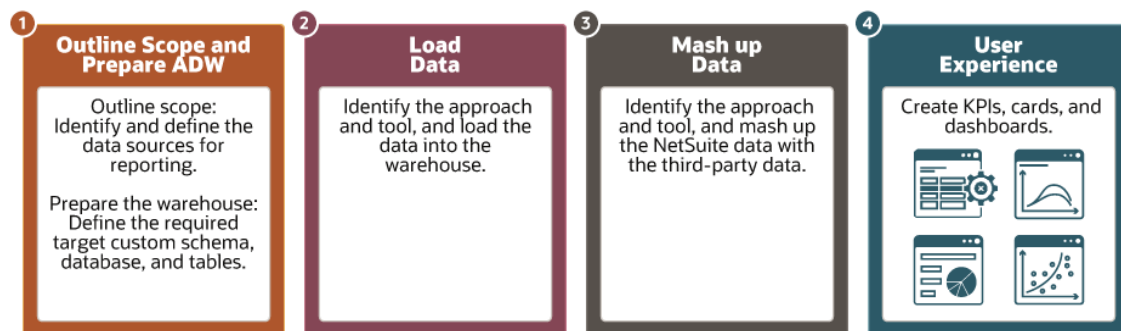 1
Outline Scope and
Prepare ADW
Outline scope:
Identify and define the
data sources for
reporting.
Prepare the warehouse:
Define the required
target custom schema,
database, and tables.
2
Load
Data
Identify the approach
and tool, and load the
data into the
warehouse.
3
Mash up
Data
Identify the approach
and tool, and mash up
the NetSuite data with
the third-party data.
4
User
Experience
Create KPIs, cards, and
dashboards.